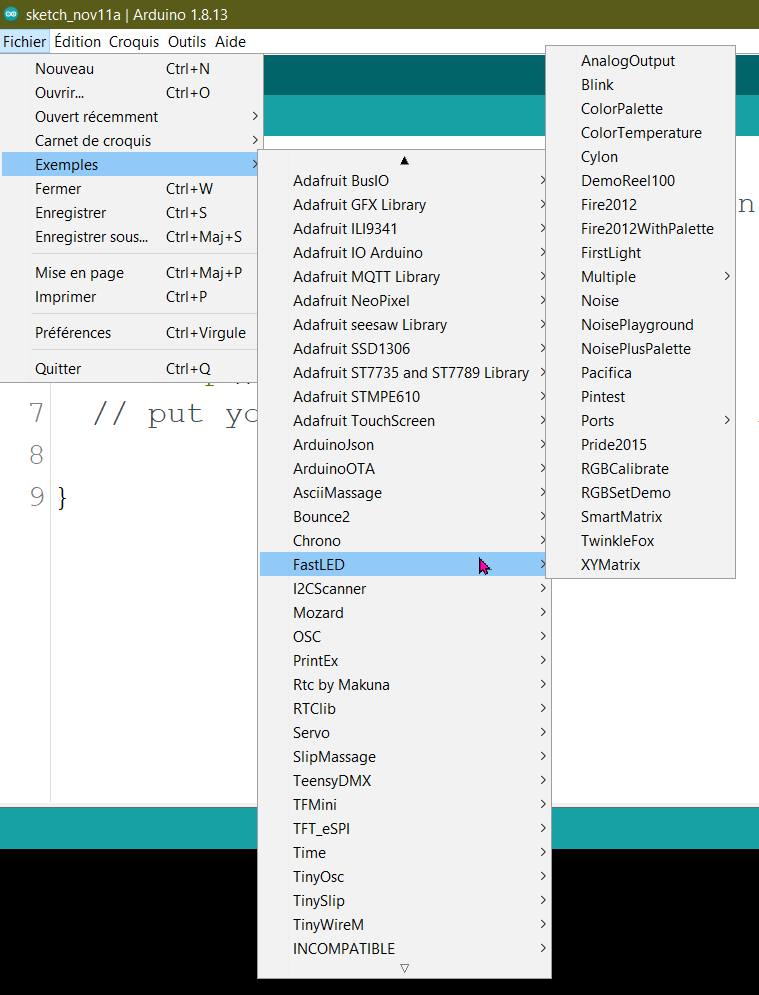 sketch_nov11a | Arduino 1.8.13
Fichier Édition Croquis Outils Aide
Nouveau Ctrl+N
Ouvrir... Ctrl+O
Ouvert récemment
Carnet de croquis
Exemples
Fermer Ctrl+W
Enregistrer Ctrl+S
Enregistrer sous... Ctrl+Maj+S
Mise en page Ctrl+Maj+P
Imprimer Ctrl+P
Préférences Ctrl+Virgule
Quitter Ctrl+Q
7 // put yo
8
9 }
Adafruit BusIO
Adafruit GFX Library
Adafruit ILI9341
Adafruit IO Arduino
Adafruit MQTT Library
Adafruit NeoPixel
Adafruit seesaw Library
Adafruit SSD1306
Adafruit ST7735 and ST7789 Library
Adafruit STMPE610
Adafruit TouchScreen
ArduinoJson
ArduinoOTA
AsciiMassage
Bounce2
Chrono
FastLED
I2CScanner
Mozard
OSC
PrintEx
Rtc by Makuna
RTClib
Servo
SlipMassage
TeensyDMX
TFMini
TFT_eSPI
Time
TinyOsc
TinySlip
TinyWireM
INCOMPATIBLE
AnalogOutput
Blink
ColorPalette
ColorTemperature
Cylon
DemoReel100
Fire2012
Fire2012WithPalette
FirstLight
Multiple
Noise
NoisePlayground
NoisePlusPalette
Pacifica
Pintest
Ports
Pride2015
RGBCalibrate
RGBSetDemo
SmartMatrix
TwinkleFox
XYMatrix
n